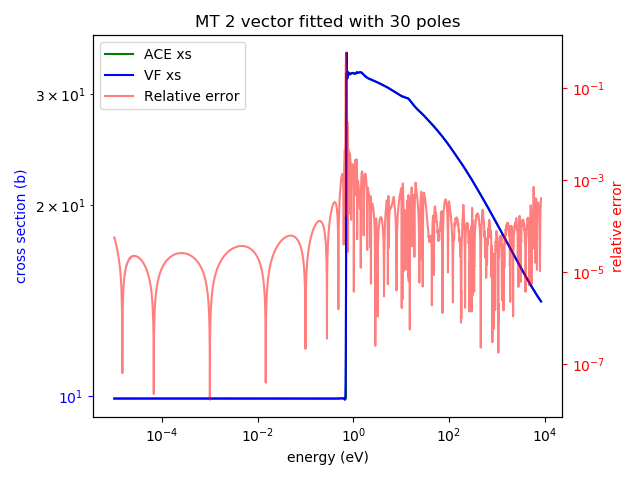 MT 2 vector fitted with 30 poles
ACE xs
VF xs
Relative error
3 × 10¹
2 × 10¹
10¹
cross section (b)
10⁻¹
10⁻³
10⁻⁵
10⁻⁷
relative error
10⁻⁴ 10⁻² 10⁰ 10² 10⁴
energy (eV)